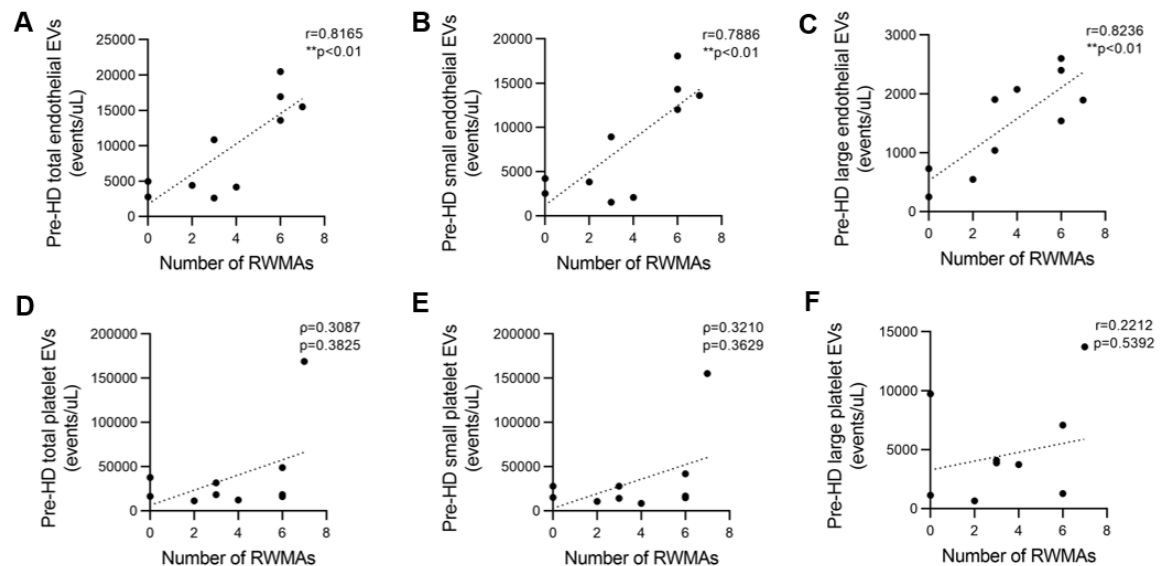 A
Pre-HD total endothelial EVs
(events/uL)
r=0.8165
**p<0.01
25000
20000
15000
10000
5000
0
0 2 4 6 8
Number of RWMAs
B
Pre-HD small endothelial EVs
(events/uL)
r=0.7886
**p<0.01
20000
15000
10000
5000
0
0 2 4 6 8
Number of RWMAs
C
Pre-HD large endothelial EVs
(events/uL)
r=0.8236
**p<0.01
3000
2000
1000
0
0 2 4 6 8
Number of RWMAs
D
Pre-HD total platelet EVs
(events/uL)
ρ=0.3087
p=0.3825
200000
150000
100000
50000
0
0 2 4 6 8
Number of RWMAs
E
Pre-HD small platelet EVs
(events/uL)
ρ=0.3210
p=0.3629
200000
150000
100000
50000
0
0 2 4 6 8
Number of RWMAs
F
Pre-HD large platelet EVs
(events/uL)
r=0.2212
p=0.5392
15000
10000
5000
0
0 2 4 6 8
Number of RWMAs